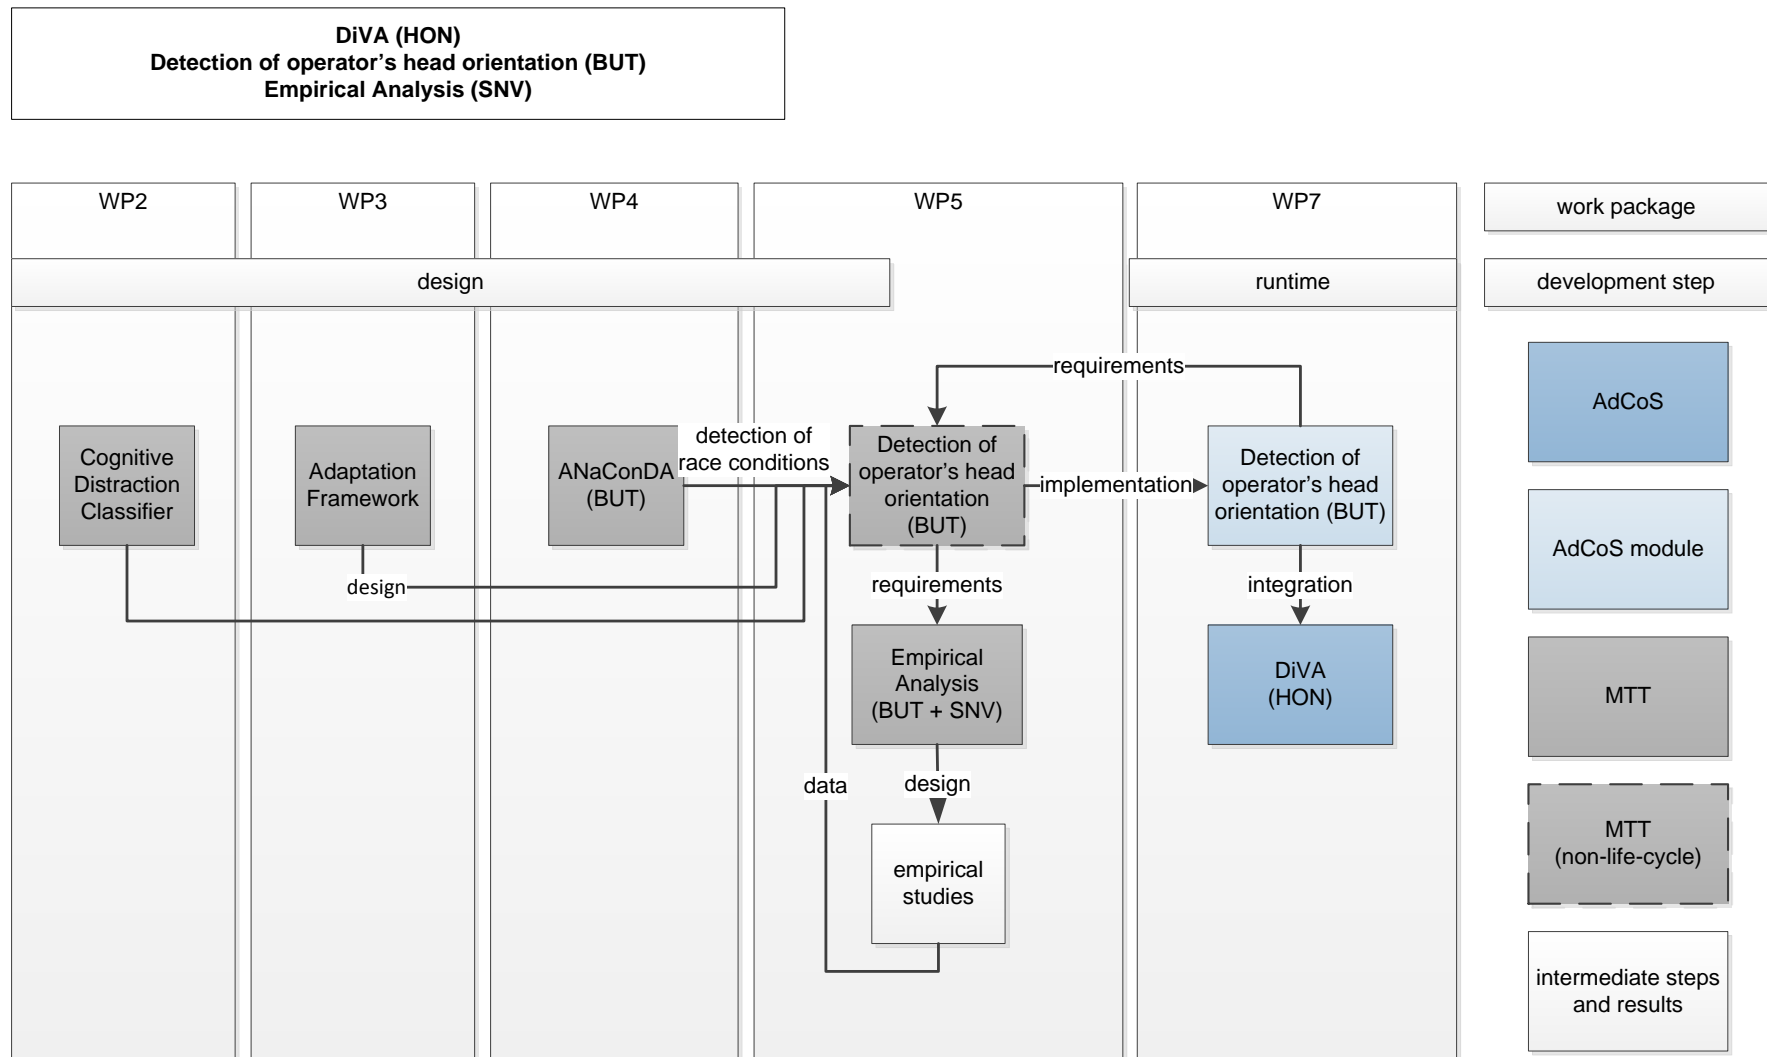 DiVA (HON)
Detection of operator's head orientation (BUT)
Empirical Analysis (SNV)
WP2
WP3
WP4
WP5
WP7
work package
design
runtime
development step
requirements
AdCoS
Cognitive
Distraction
Classifier
Adaptation
Framework
ANaConDA
(BUT)
detection of
race conditions
Detection of
operator's head
orientation
(BUT)
implementation
Detection of
operator's head
orientation (BUT)
AdCoS module
design
requirements
integration
Empirical
Analysis
(BUT + SNV)
DiVA
(HON)
MTT
data
design
MTT
(non-life-cycle)
empirical
studies
intermediate steps
and results